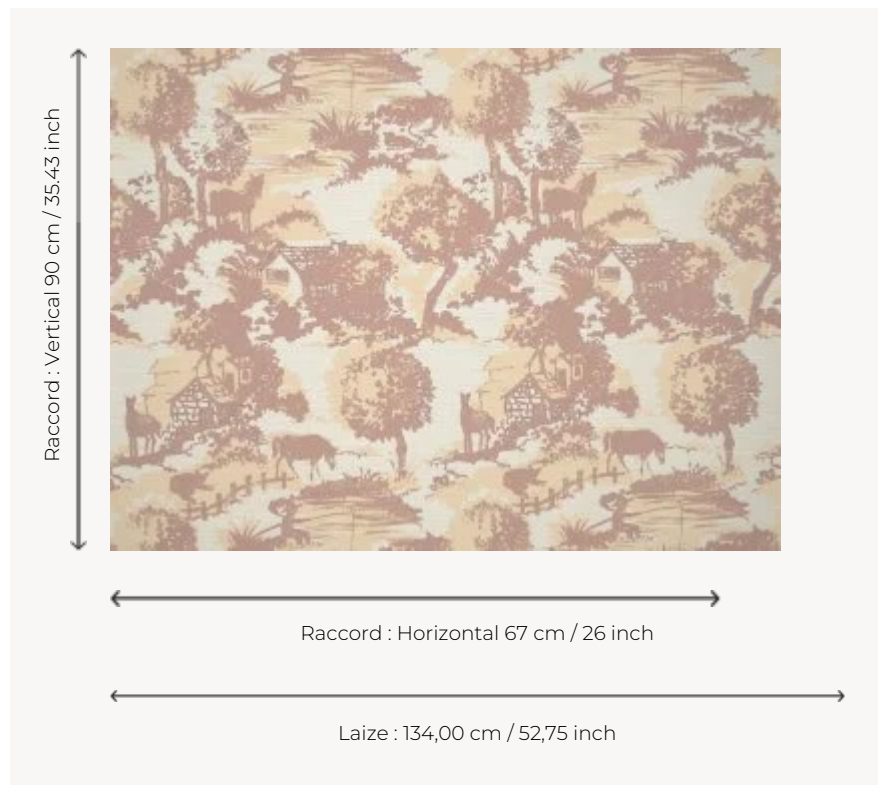 Raccord : Vertical 90 cm / 35.43 inch
Raccord : Horizontal 67 cm / 26 inch
Laize : 134,00 cm / 52,75 inch